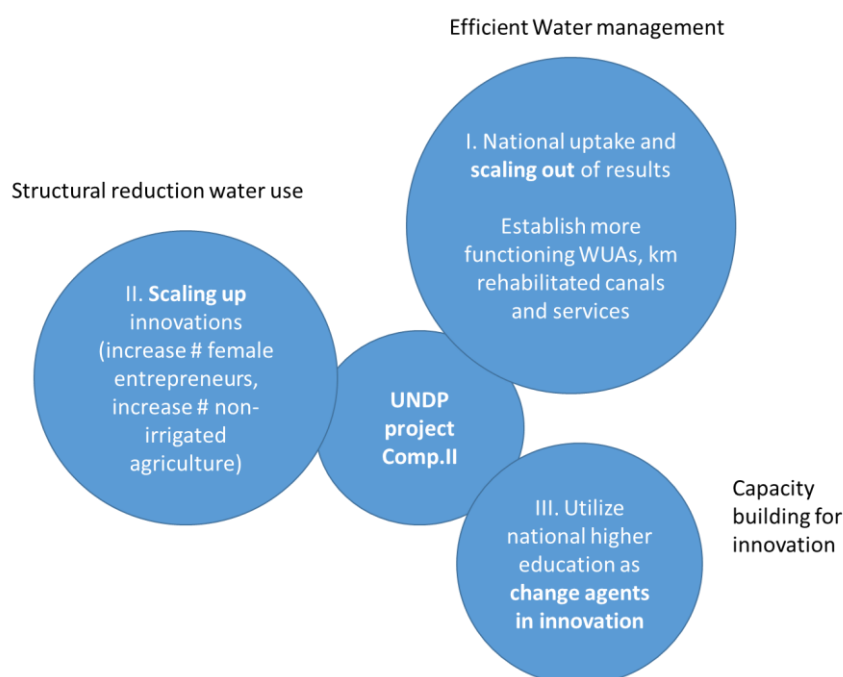 Efficient Water management
I. National uptake and
scaling out of results
Establish more
functioning WUAs, km
rehabilitated canals
and services
Structural reduction water use
II. Scaling up
innovations
(increase # female
entrepreneurs,
increase # non-
irrigated
agriculture)
UNDP
project
Comp.II
III. Utilize
national higher
education as
change agents
in innovation
Capacity
building for
innovation